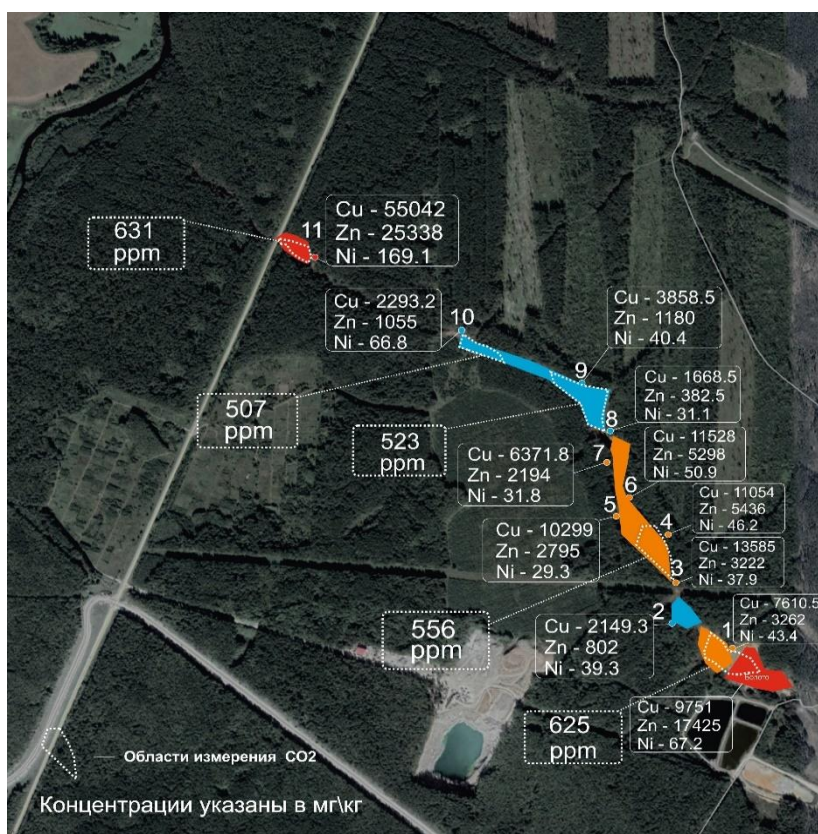 631
ppm
11
Cu - 55042
Zn - 25338
Ni - 169.1
Cu - 2293.2
Zn - 1055
Ni - 66.8
10
Cu - 3858.5
Zn - 1180
Ni - 40.4
9
507
ppm
523
ppm
8
Cu - 1668.5
Zn - 382.5
Ni - 31.1
7
Cu - 6371.8
Zn - 2194
Ni - 31.8
Cu - 11528
Zn - 5298
Ni - 50.9
6
5
Cu - 10299
Zn - 2795
Ni - 29.3
4
Cu - 11054
Zn - 5436
Ni - 46.2
3
Cu - 13585
Zn - 3222
Ni - 37.9
556
ppm
2
Cu - 2149.3
Zn - 802
Ni - 39.3
1
Cu - 7610.5
Zn - 3262
Ni - 43.4
Болото
Cu - 9751
Zn - 17425
Ni - 67.2
625
ppm
Области измерения СО2
Концентрации указаны в мг\кг